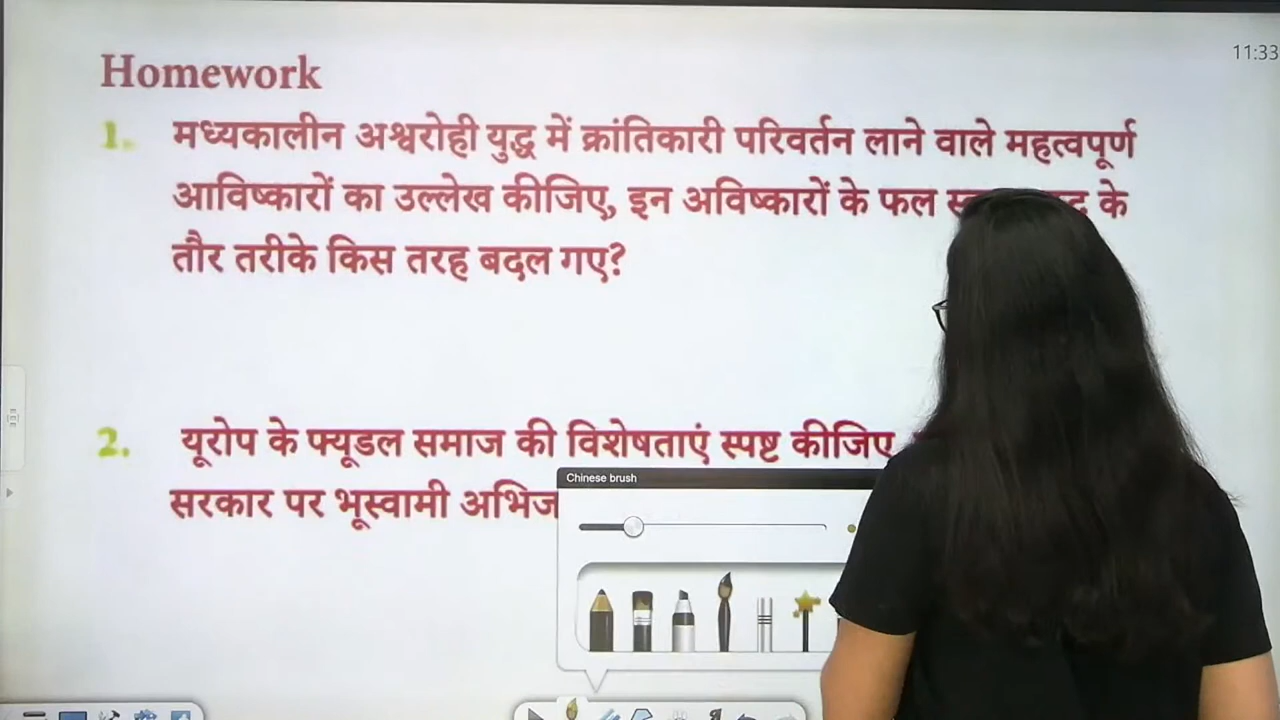 11:33
Homework
1. मध्यकालीन अश्वरोही युद्ध में क्रांतिकारी परिवर्तन लाने वाले महत्वपूर्ण
आविष्कारों का उल्लेख कीजिए, इन अविष्कारों के फल के
तौर तरीके किस तरह बदल गए?
2. यूरोप के फ्यूडल समाज की विशेषताएं स्पष्ट कीजिए
सरकार पर भूस्वामी
Chinese brush